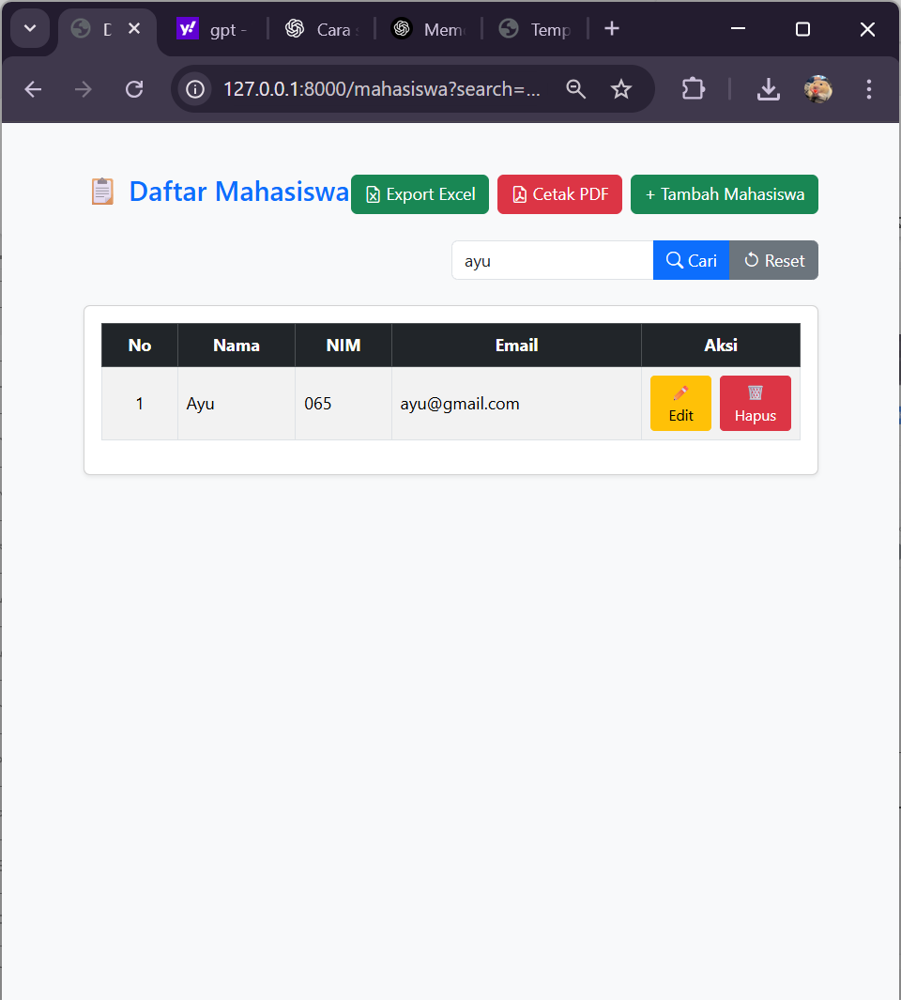 D
gpt -
Cara
Mem
Temp
127.0.0.1:8000/mahasiswa?search=...
Daftar Mahasiswa
Export Excel
Cetak PDF
+ Tambah Mahasiswa
ayu
Cari
Reset
No Nama NIM Email Aksi
1 Ayu 065 ayu@gmail.com
Edit
Hapus